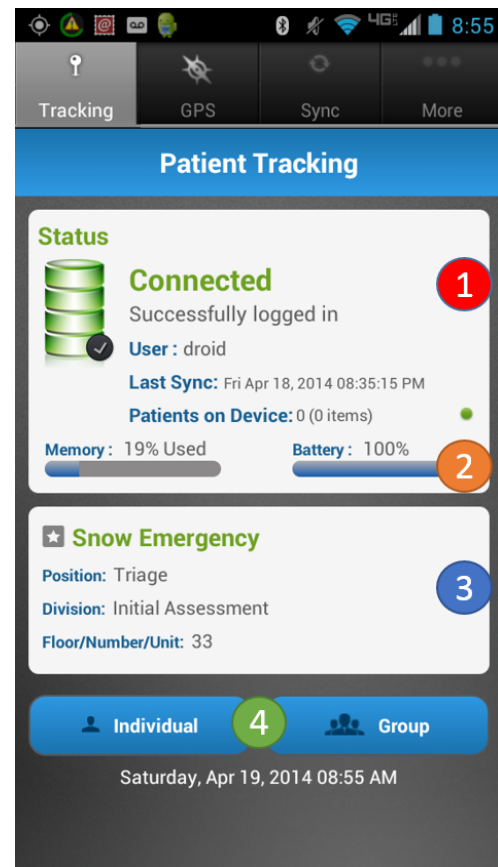 4G 8:55
Tracking GPS Sync More
Patient Tracking
Status
Connected
1
Successfully logged in
User : droid
Last Sync: Fri Apr 18, 2014 08:35:15 PM
Patients on Device: 0 (0 items)
Memory : 19% Used Battery : 100%
2
Snow Emergency
Position: Triage
3
Division: Initial Assessment
Floor/Number/Unit: 33
Individual 4 Group
Saturday, Apr 19, 2014 08:55 AM